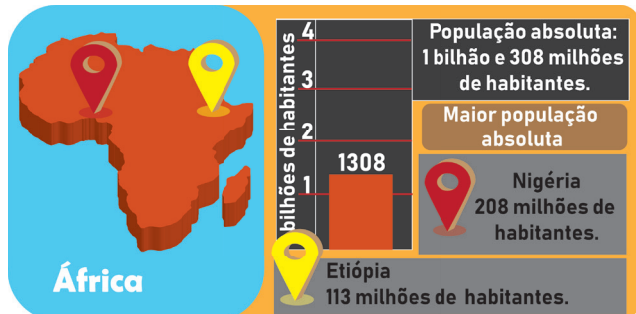 África
bilhões de habitantes
4
3
2
1
1308
População absoluta:
1 bilhão e 308 milhões
de habitantes.
Maior população
absoluta
Nigéria
208 milhões de
habitantes.
Etiópia
113 milhões de habitantes.